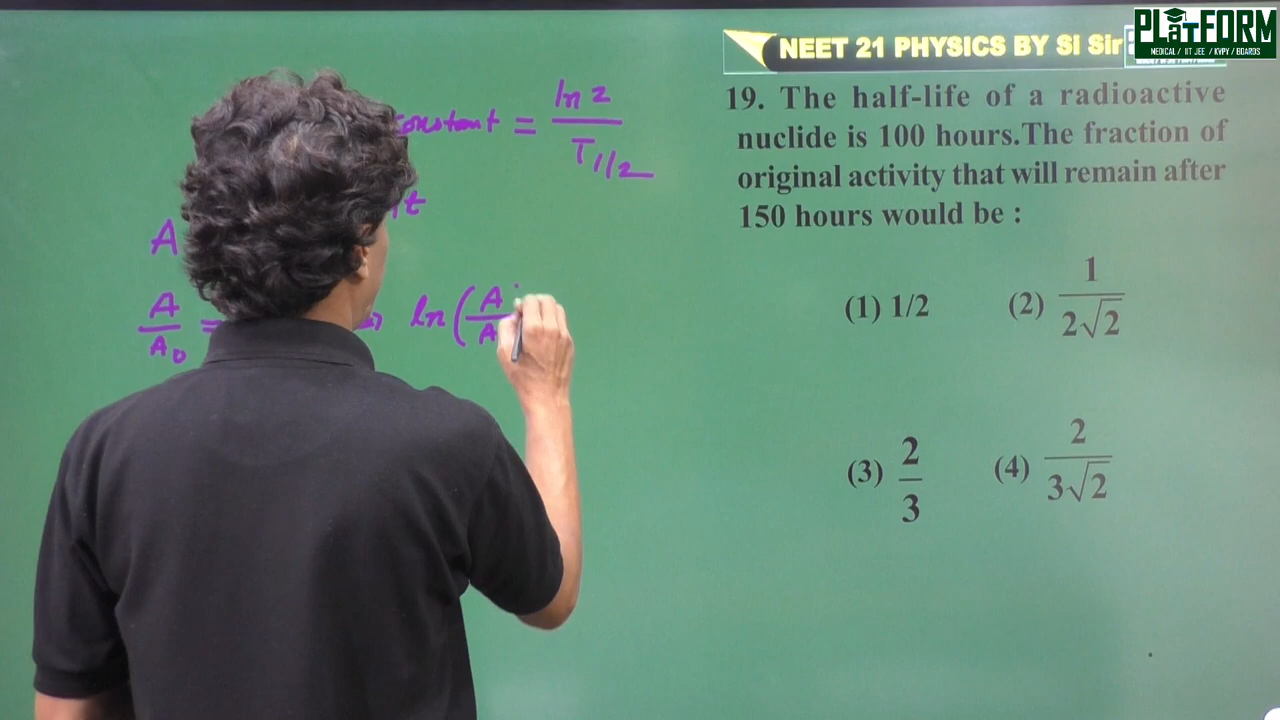 PLaTFORM
MEDICAL / IIT JEE / KVPY / BOARDS
NEET 21 PHYSICS BY SI Sir
19. The half-life of a radioactive
nuclide is 100 hours.The fraction of
original activity that will remain after
150 hours would be :
(1) 1/2 (2) 1/2√2
(3) 2/3 (4) 2/3√2
constant = ln 2 / T1/2
A t
A/A0 = ln(A/A